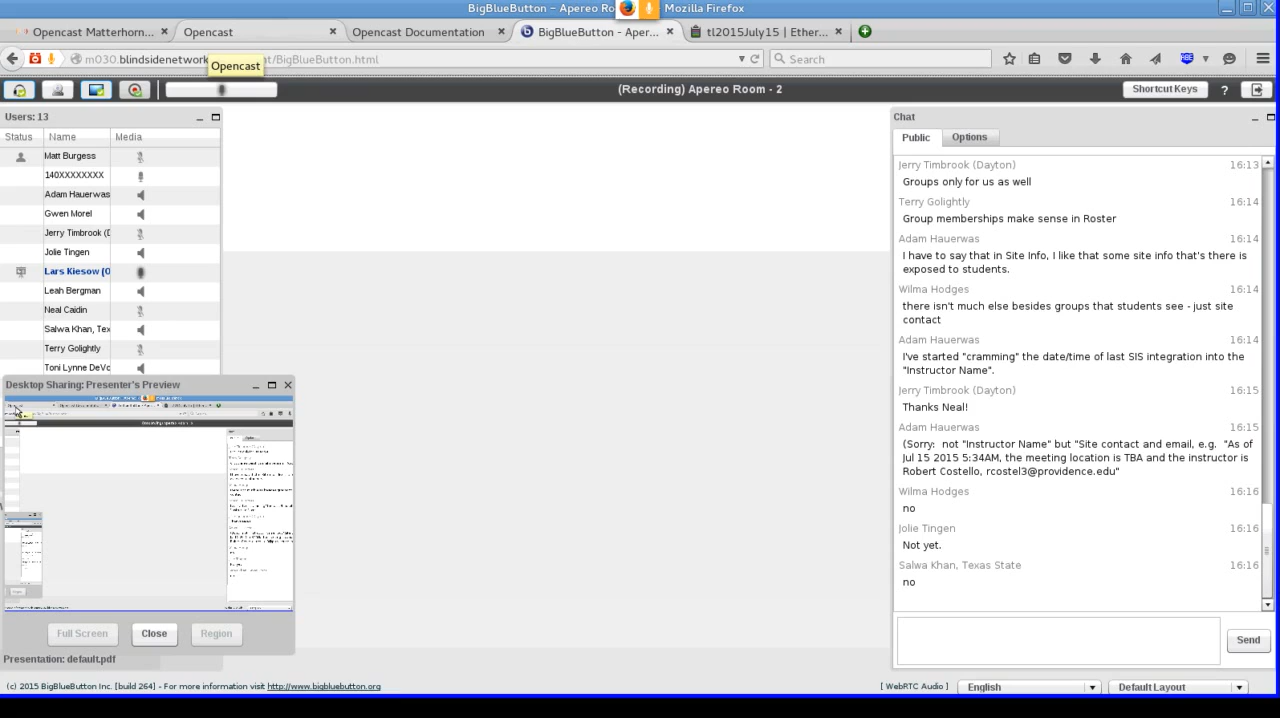 BigBlueButton - Apereo Ro
Mozilla Firefox
Opencast Matterhorn...
Opencast
Opencast Documentation
BigBlueButton - Aper...
tl2015July15 | Ether...
m030.blindsidenetwork
t/BigBlueButton.html
Search
Opencast
(Recording) Apereo Room - 2
Shortcut Keys
?
Users: 13
Status Name Media
Matt Burgess
140XXXXXXXX
Adam Hauerwas
Gwen Morel
Jerry Timbrook (D
Jolie Tingen
Lars Kiesow (O
Leah Bergman
Neal Caidin
Salwa Khan, Tex
Terry Golightly
Toni Lynne DeVo
Desktop Sharing: Presenter's Preview
Full Screen
Close
Region
Presentation: default.pdf
Chat
Public
Options
Jerry Timbrook (Dayton) 16:13
Groups only for us as well
Terry Golightly 16:14
Group memberships make sense in Roster
Adam Hauerwas 16:14
I have to say that in Site Info, I like that some site info that's there is
exposed to students.
Wilma Hodges 16:14
there isn't much else besides groups that students see - just site
contact
Adam Hauerwas 16:14
I've started "cramming" the date/time of last SIS integration into the
"Instructor Name".
Jerry Timbrook (Dayton) 16:15
Thanks Neal!
Adam Hauerwas 16:15
(Sorry: not "Instructor Name" but "Site contact and email, e.g. "As of
Jul 15 2015 5:34AM, the meeting location is TBA and the instructor is
Robert Costello, rcostel3@providence.edu"
Wilma Hodges 16:16
no
Jolie Tingen 16:16
Not yet.
Salwa Khan, Texas State 16:16
no
Send
(c) 2015 BigBlueButton Inc. [build 264] - For more information visit http://www.bigbluebutton.org
[ WebRTC Audio ]
English
Default Layout